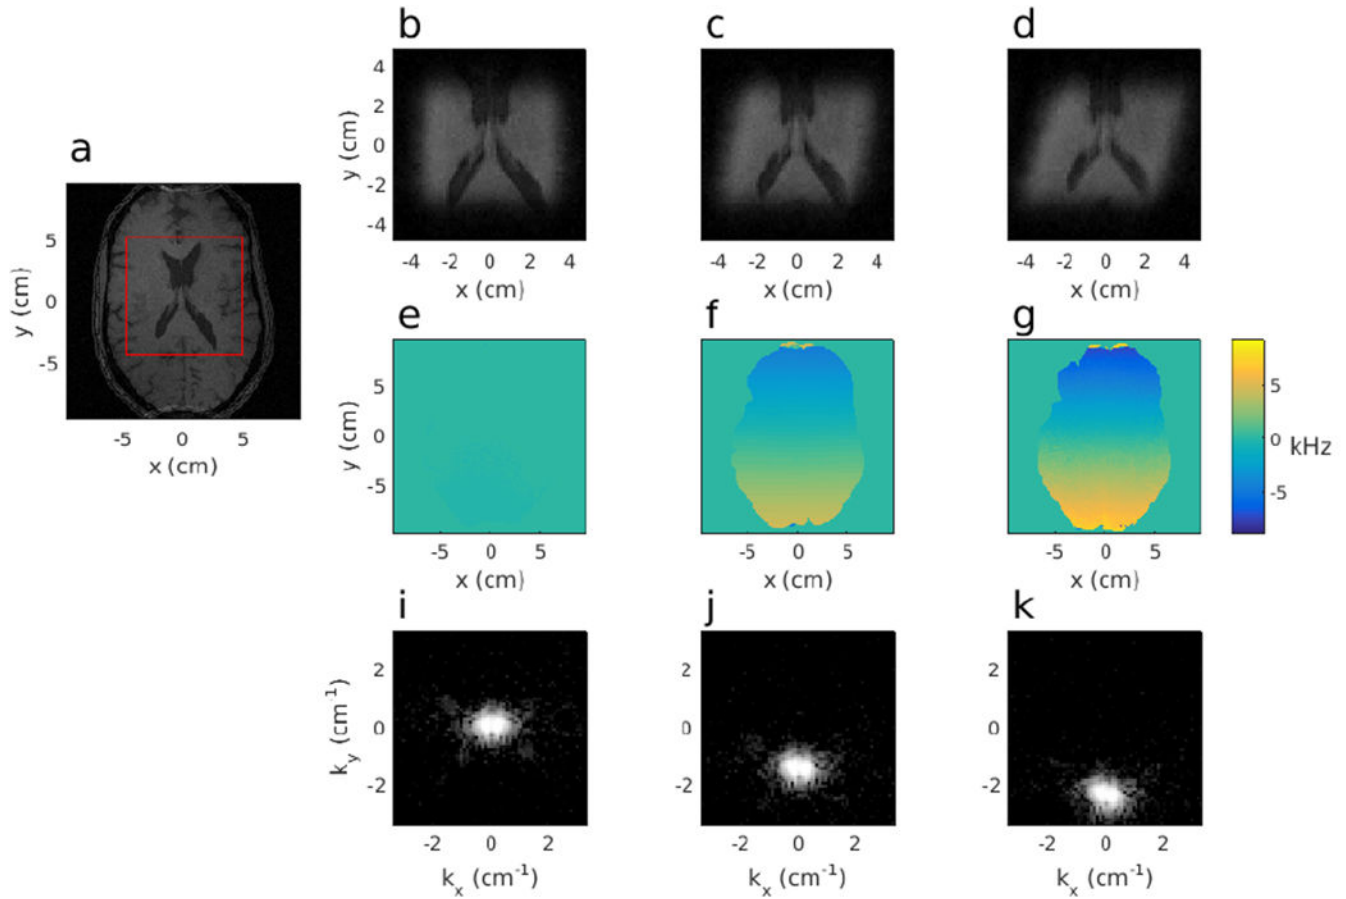 b
c
d
4
2
0
-2
-4
y (cm)
-4 -2 0 2 4
x (cm)
-4 -2 0 2 4
x (cm)
-4 -2 0 2 4
x (cm)
a
5
0
-5
y (cm)
-5 0 5
x (cm)
e
f
g
5
0
-5
y (cm)
-5 0 5
x (cm)
-5 0 5
x (cm)
-5 0 5
x (cm)
5
0
-5
kHz
i
j
k
2
0
-2
k_y (cm⁻¹)
-2 0 2
k_x (cm⁻¹)
2
0
-2
-2 0 2
k_x (cm⁻¹)
2
0
-2
-2 0 2
k_x (cm⁻¹)